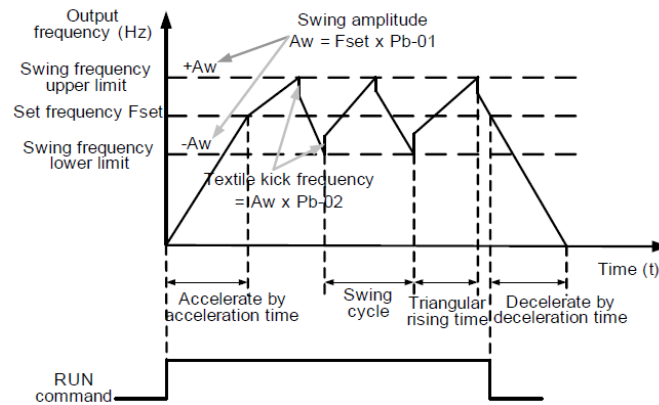 Output
frequency (Hz)
Swing amplitude
Aw = Fset x Pb-01
+Aw
Swing frequency
upper limit
Set frequency Fset
-Aw
Swing frequency
lower limit
Textile kick frequency
= Aw x Pb-02
Time (t)
Accelerate by
acceleration time
Swing
cycle
Triangular
rising time
Decelerate by
deceleration time
RUN
command